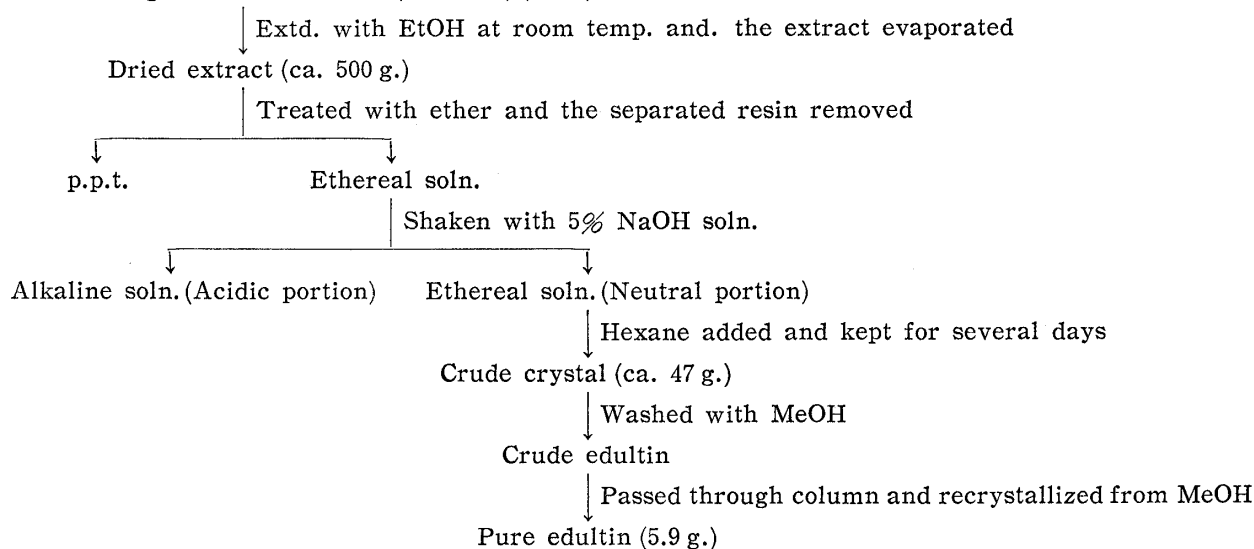 Extd. with EtOH at room temp. and. the extract evaporated
Dried extract (ca. 500 g.)
Treated with ether and the separated resin removed
p.p.t. Ethereal soln.
Shaken with 5% NaOH soln.
Alkaline soln. (Acidic portion) Ethereal soln. (Neutral portion)
Hexane added and kept for several days
Crude crystal (ca. 47 g.)
Washed with MeOH
Crude edultin
Passed through column and recrystallized from MeOH
Pure edultin (5.9 g.)